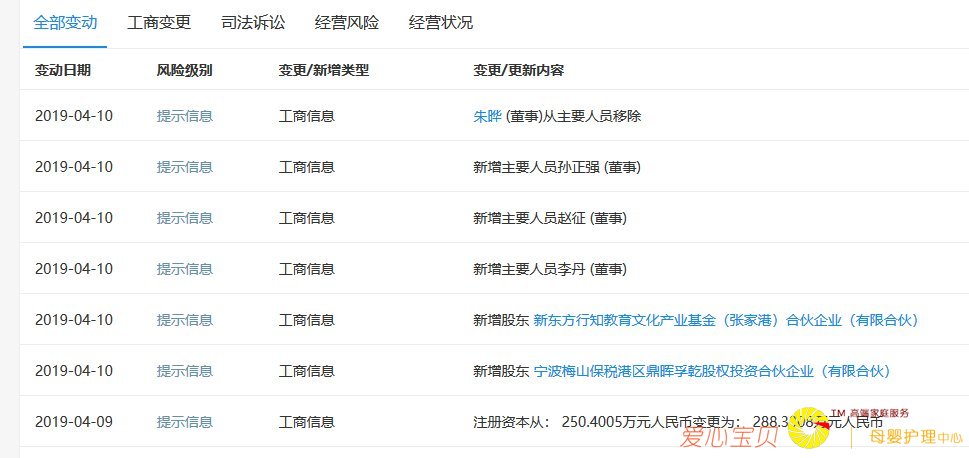 全部变动 工商变更 司法诉讼 经营风险 经营状况
变动日期 风险级别 变更/新增类型 变更/更新内容
2019-04-10 提示信息 工商信息 朱晔 (董事)从主要人员移除
2019-04-10 提示信息 工商信息 新增主要人员孙正强 (董事)
2019-04-10 提示信息 工商信息 新增主要人员赵征 (董事)
2019-04-10 提示信息 工商信息 新增主要人员李丹 (董事)
2019-04-10 提示信息 工商信息 新增股东 新东方行知教育文化产业基金（张家港）合伙企业（有限合伙）
2019-04-10 提示信息 工商信息 新增股东 宁波梅山保税港区鼎晖孚乾股权投资合伙企业（有限合伙）
2019-04-09 提示信息 工商信息 注册资本从： 250.4005万元人民币变更为： 元人民币
TM 高端家庭服务
爱心宝贝 母婴护理中心